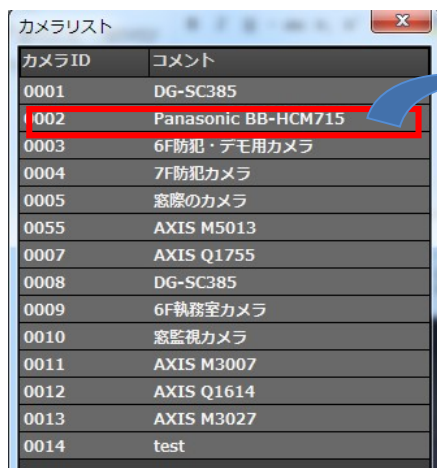 カメラリスト
カメラID コメント
0001 DG-SC385
0002 Panasonic BB-HCM715
0003 6F防犯・デモ用カメラ
0004 7F防犯カメラ
0005 窓際のカメラ
0055 AXIS M5013
0007 AXIS Q1755
0008 DG-SC385
0009 6F執務室カメラ
0010 窓監視カメラ
0011 AXIS M3007
0012 AXIS Q1614
0013 AXIS M3027
0014 test